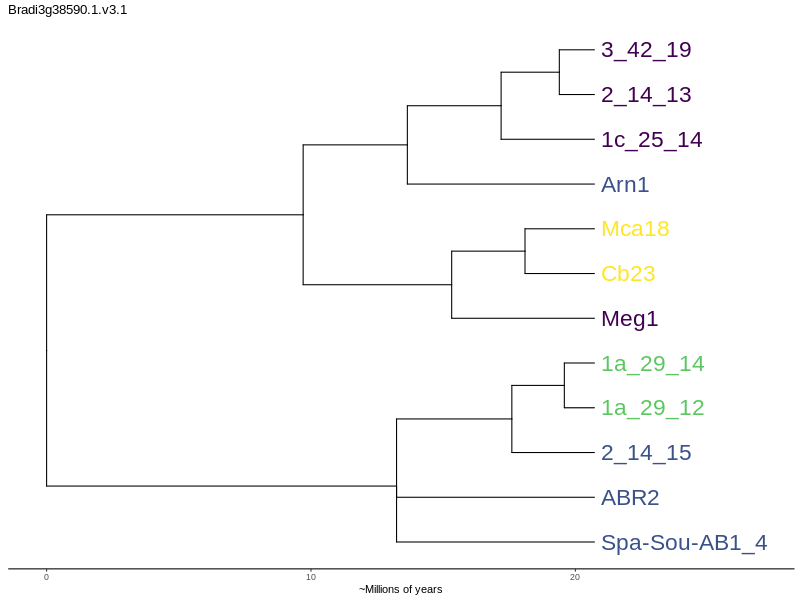 Bradi3g38590.1.v3.1
3_42_19
2_14_13
1c_25_14
Arn1
Mca18
Cb23
Meg1
1a_29_14
1a_29_12
2_14_15
ABR2
Spa-Sou-AB1_4
0 10 20
~Millions of years